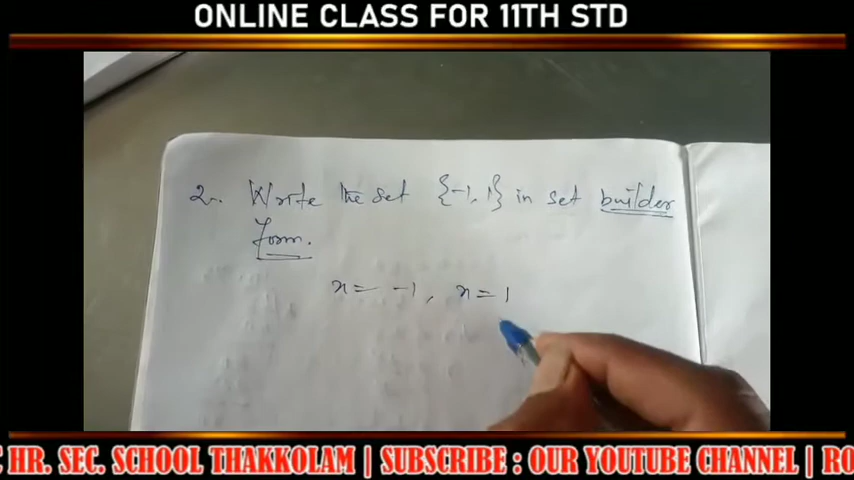 ONLINE CLASS FOR 11TH STD
2. Write the set {-1, 1} in set builder
form.
x = -1, x = 1
HR. SEC. SCHOOL THAKKOLAM | SUBSCRIBE : OUR YOUTUBE CHANNEL | RO